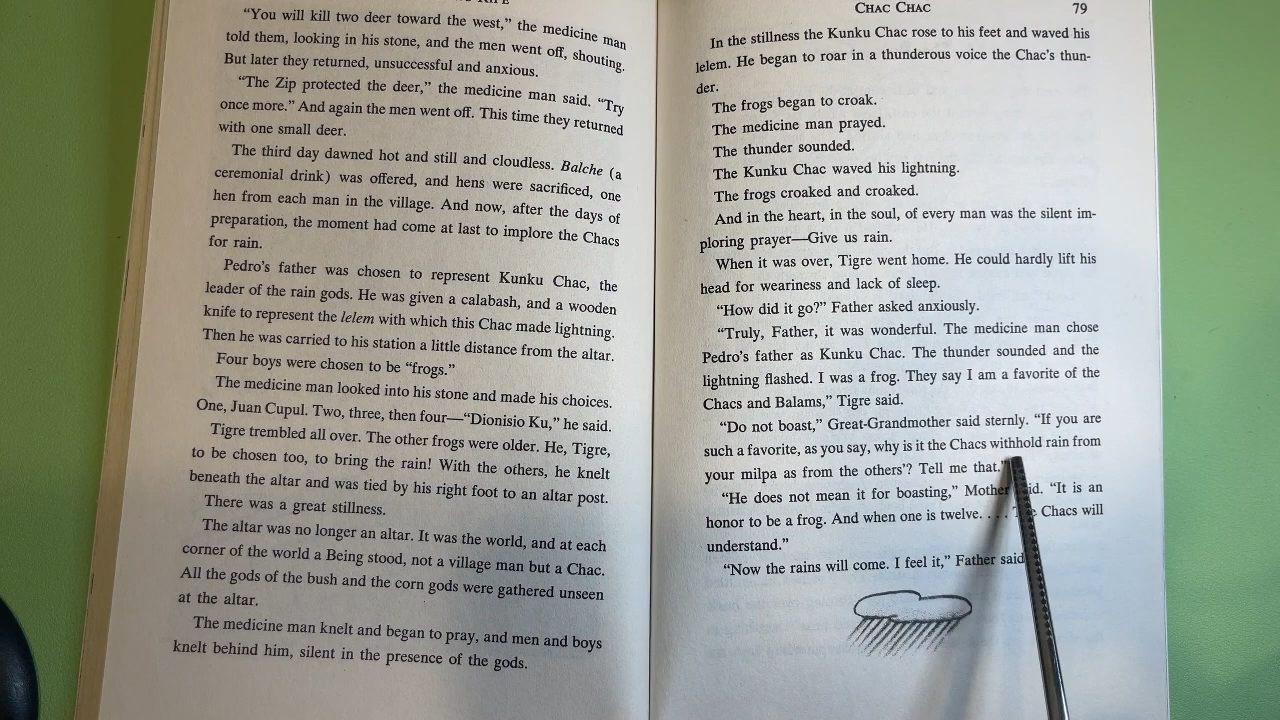 "You will kill two deer toward the west," the medicine man
told them, looking in his stone, and the men went off, shouting.
But later they returned, unsuccessful and anxious.
"The Zip protected the deer," the medicine man said. "Try
once more." And again the men went off. This time they returned
with one small deer.
The third day dawned hot and still and cloudless. Balche (a
ceremonial drink) was offered, and hens were sacrificed, one
hen from each man in the village. And now, after the days of
preparation, the moment had come at last to implore the Chacs
for rain.
Pedro's father was chosen to represent Kunku Chac, the
leader of the rain gods. He was given a calabash, and a wooden
knife to represent the lelem with which this Chac made lightning.
Then he was carried to his station a little distance from the altar.
Four boys were chosen to be "frogs."
The medicine man looked into his stone and made his choices.
One, Juan Cupul. Two, three, then four—"Dionisio Ku," he said.
Tigre trembled all over. The other frogs were older. He, Tigre,
to be chosen too, to bring the rain! With the others, he knelt
beneath the altar and was tied by his right foot to an altar post.
There was a great stillness.
The altar was no longer an altar. It was the world, and at each
corner of the world a Being stood, not a village man but a Chac.
All the gods of the bush and the corn gods were gathered unseen
at the altar.
The medicine man knelt and began to pray, and men and boys
knelt behind him, silent in the presence of the gods.
CHAC CHAC 79
In the stillness the Kunku Chac rose to his feet and waved his
lelem. He began to roar in a thunderous voice the Chac's thun-
der.
The frogs began to croak.
The medicine man prayed.
The thunder sounded.
The Kunku Chac waved his lightning.
The frogs croaked and croaked.
And in the heart, in the soul, of every man was the silent im-
ploring prayer—Give us rain.
When it was over, Tigre went home. He could hardly lift his
head for weariness and lack of sleep.
"How did it go?" Father asked anxiously.
"Truly, Father, it was wonderful. The medicine man chose
Pedro's father as Kunku Chac. The thunder sounded and the
lightning flashed. I was a frog. They say I am a favorite of the
Chacs and Balams," Tigre said.
"Do not boast," Great-Grandmother said sternly. "If you are
such a favorite, as you say, why is it the Chacs withhold rain from
your milpa as from the others'? Tell me that."
"He does not mean it for boasting," Mother "It is an
honor to be a frog. And when one is twelve. . . . Chacs will
understand."
"Now the rains will come. I feel it," Father said